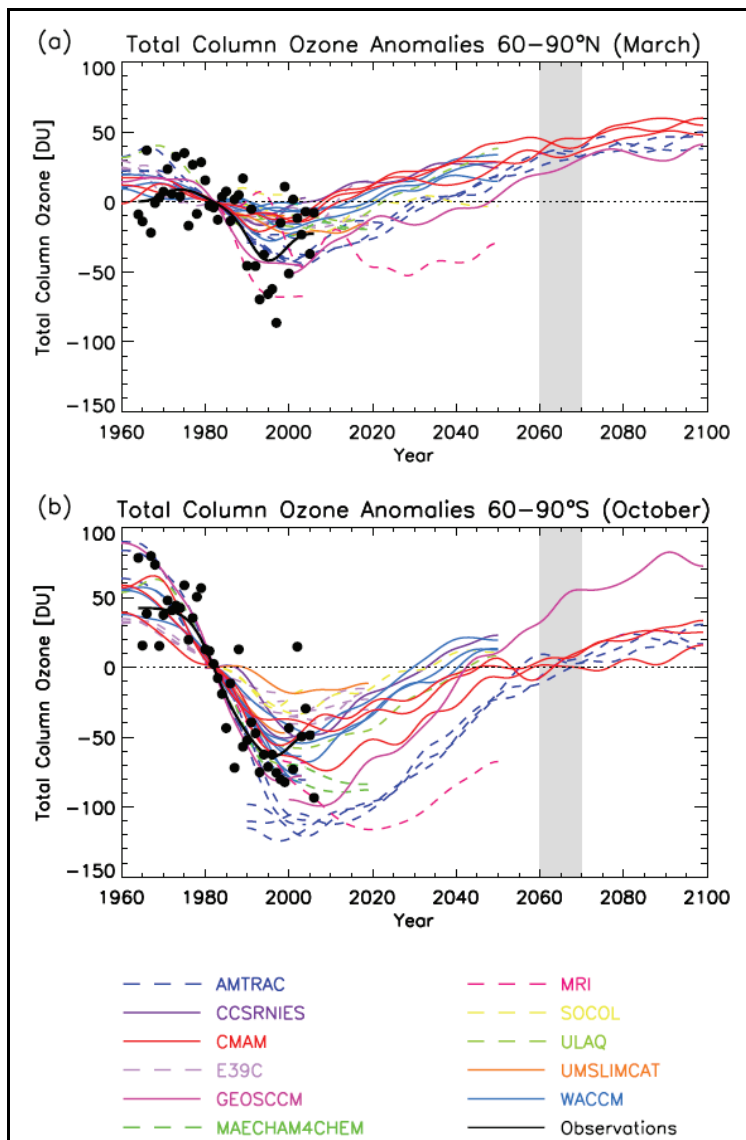 (a) Total Column Ozone Anomalies 60-90°N (March)
100
50
0
-50
-100
-150
Total Column Ozone [DU]
1960 1980 2000 2020 2040 2060 2080 2100
Year
(b) Total Column Ozone Anomalies 60-90°S (October)
100
50
0
-50
-100
-150
Total Column Ozone [DU]
1960 1980 2000 2020 2040 2060 2080 2100
Year
AMTRAC MRI
CCSRNIES SOCOL
CMAM ULAQ
E39C UMSLIMCAT
GEOSCCM WACCM
MAECHAM4CHEM Observations